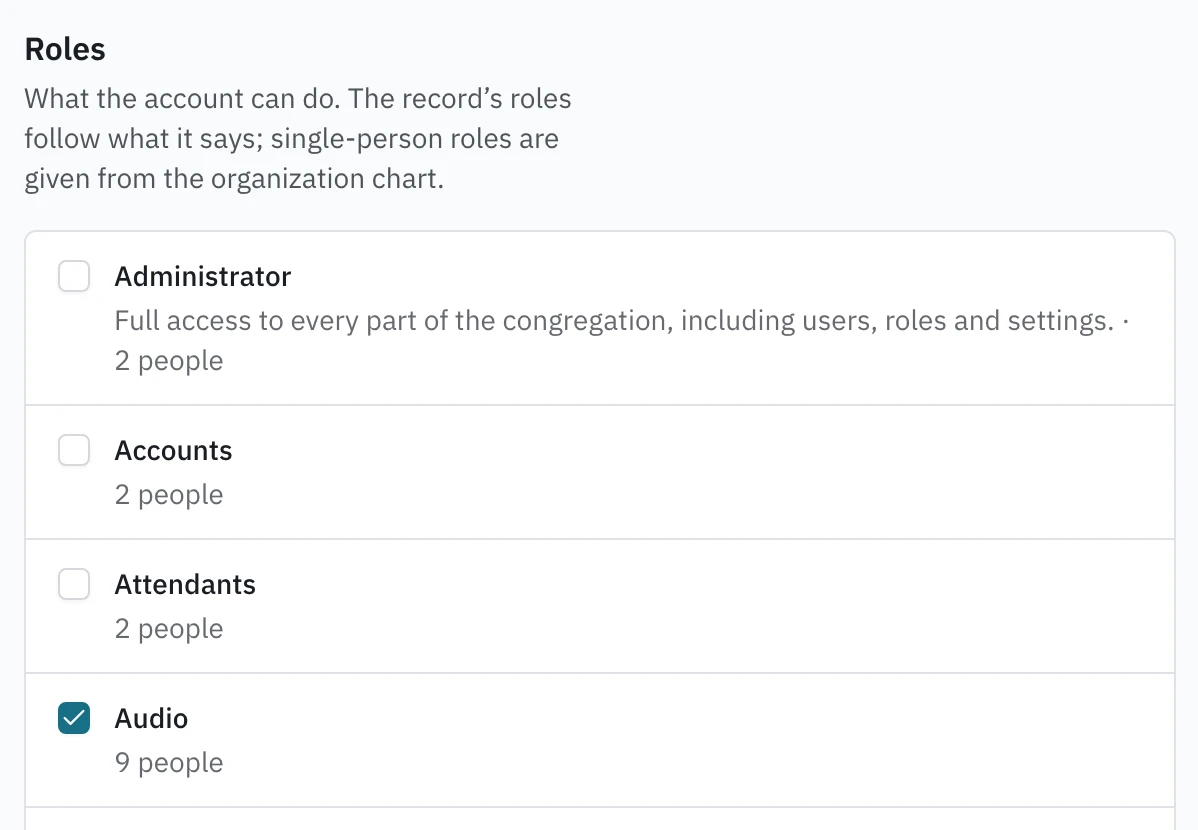 Roles
What the account can do. The record’s roles
follow what it says; single-person roles are
given from the organization chart.
Administrator
Full access to every part of the congregation, including users, roles and settings. ·
2 people
Accounts
2 people
Attendants
2 people
Audio
9 people